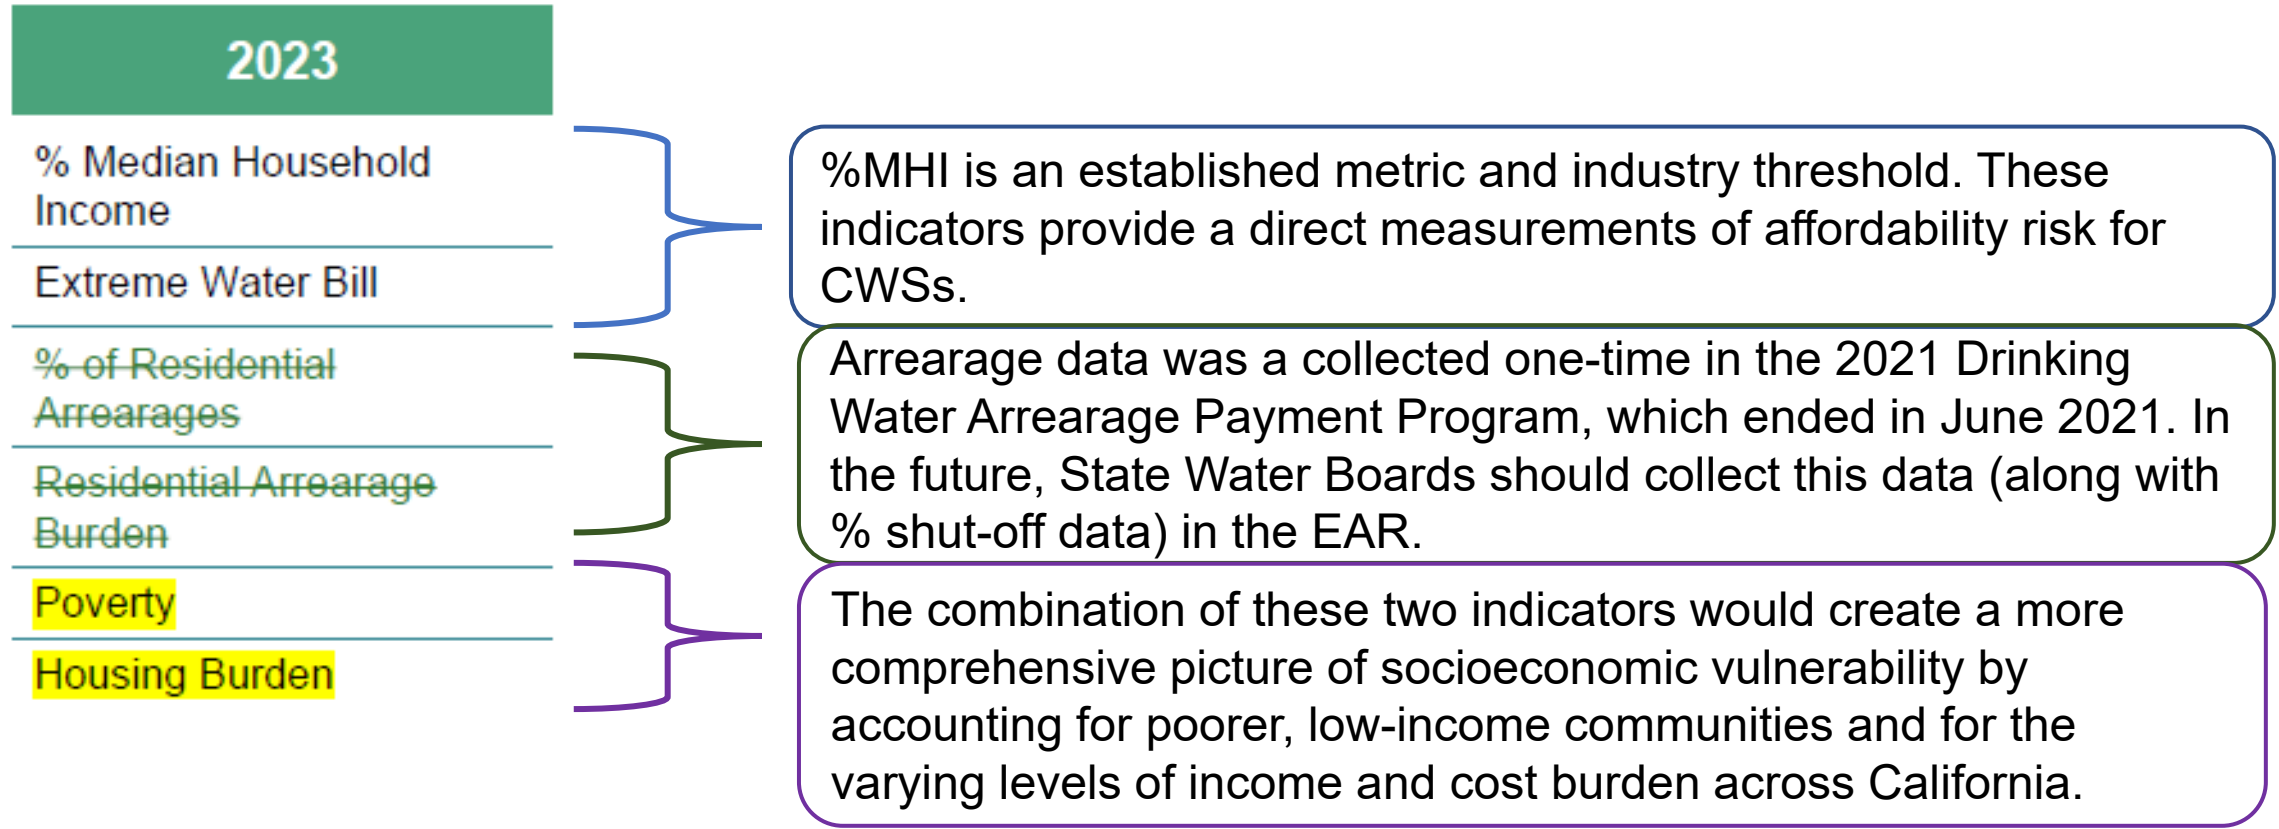 2023
% Median Household
Income
Extreme Water Bill
% of Residential
Arrearages
Residential Arrearage
Burden
Poverty
Housing Burden
%MHI is an established metric and industry threshold. These
indicators provide a direct measurements of affordability risk for
CWSs.
Arrearage data was a collected one-time in the 2021 Drinking
Water Arrearage Payment Program, which ended in June 2021. In
the future, State Water Boards should collect this data (along with
% shut-off data) in the EAR.
The combination of these two indicators would create a more
comprehensive picture of socioeconomic vulnerability by
accounting for poorer, low-income communities and for the
varying levels of income and cost burden across California.